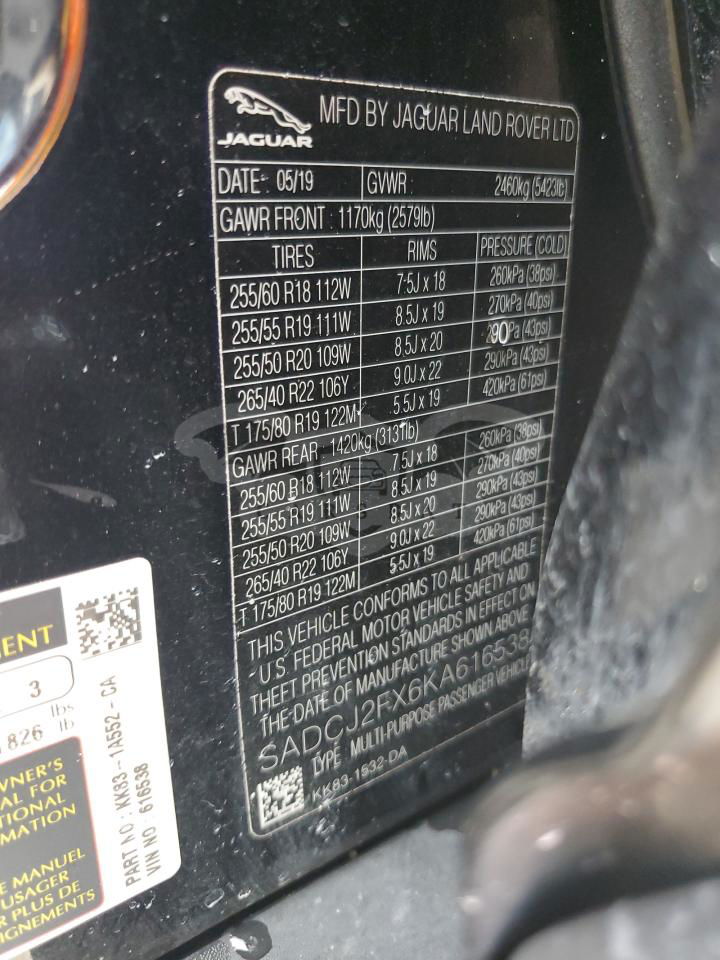 JAGUAR
MFD BY JAGUAR LAND ROVER LTD
DATE: 05/19 GVWR : 2460kg (5423lb)
GAWR FRONT : 1170kg (2579lb)
TIRES RIMS PRESSURE (COLD)
255/60 R18 112W 7.5J x 18 260kPa (38psi)
255/55 R19 111W 8.5J x 19 270kPa (40psi)
255/50 R20 109W 8.5J x 20 290kPa (43psi)
265/40 R22 106Y 9.0J x 22 290kPa (43psi)
T 175/80 R19 122M 5.5J x 19 420kPa (61psi)
GAWR REAR : 1420kg (3131lb)
255/60 R18 112W 7.5J x 18 260kPa (38psi)
255/55 R19 111W 8.5J x 19 270kPa (40psi)
255/50 R20 109W 8.5J x 20 290kPa (43psi)
265/40 R22 106Y 9.0J x 22 290kPa (43psi)
T 175/80 R19 122M 5.5J x 19 420kPa (61psi)
THIS VEHICLE CONFORMS TO ALL APPLICABLE
U.S. FEDERAL MOTOR VEHICLE SAFETY AND
THEFT PREVENTION STANDARDS IN EFFECT ON
THE DATE OF MANUFACTURE SHOWN ABOVE
SADCJ2FX6KA616538
TYPE MULTI-PURPOSE PASSENGER VEHICLE
KK83-1532-DA
3
826 lbs
lb
PART NO : KK83 - 1A552 - CA
VIN NO : 616538
MANUEL
PLUS DE